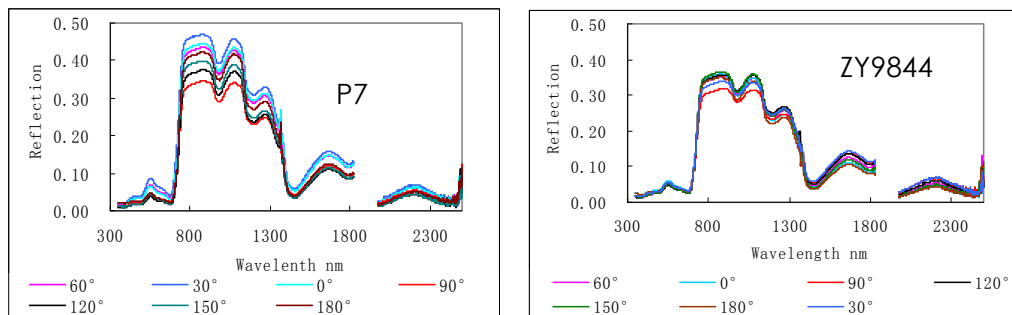 0.50
0.40
0.30
0.20
0.10
0.00
Reflection
P7
300 800 1300 1800 2300
Wavelenth nm
60° 30° 0° 90°
120° 150° 180°
0.50
0.40
0.30
0.20
0.10
0.00
Reflection
ZY9844
300 800 1300 1800 2300
Wavelength nm
60° 0° 90° 120°
150° 180° 30°